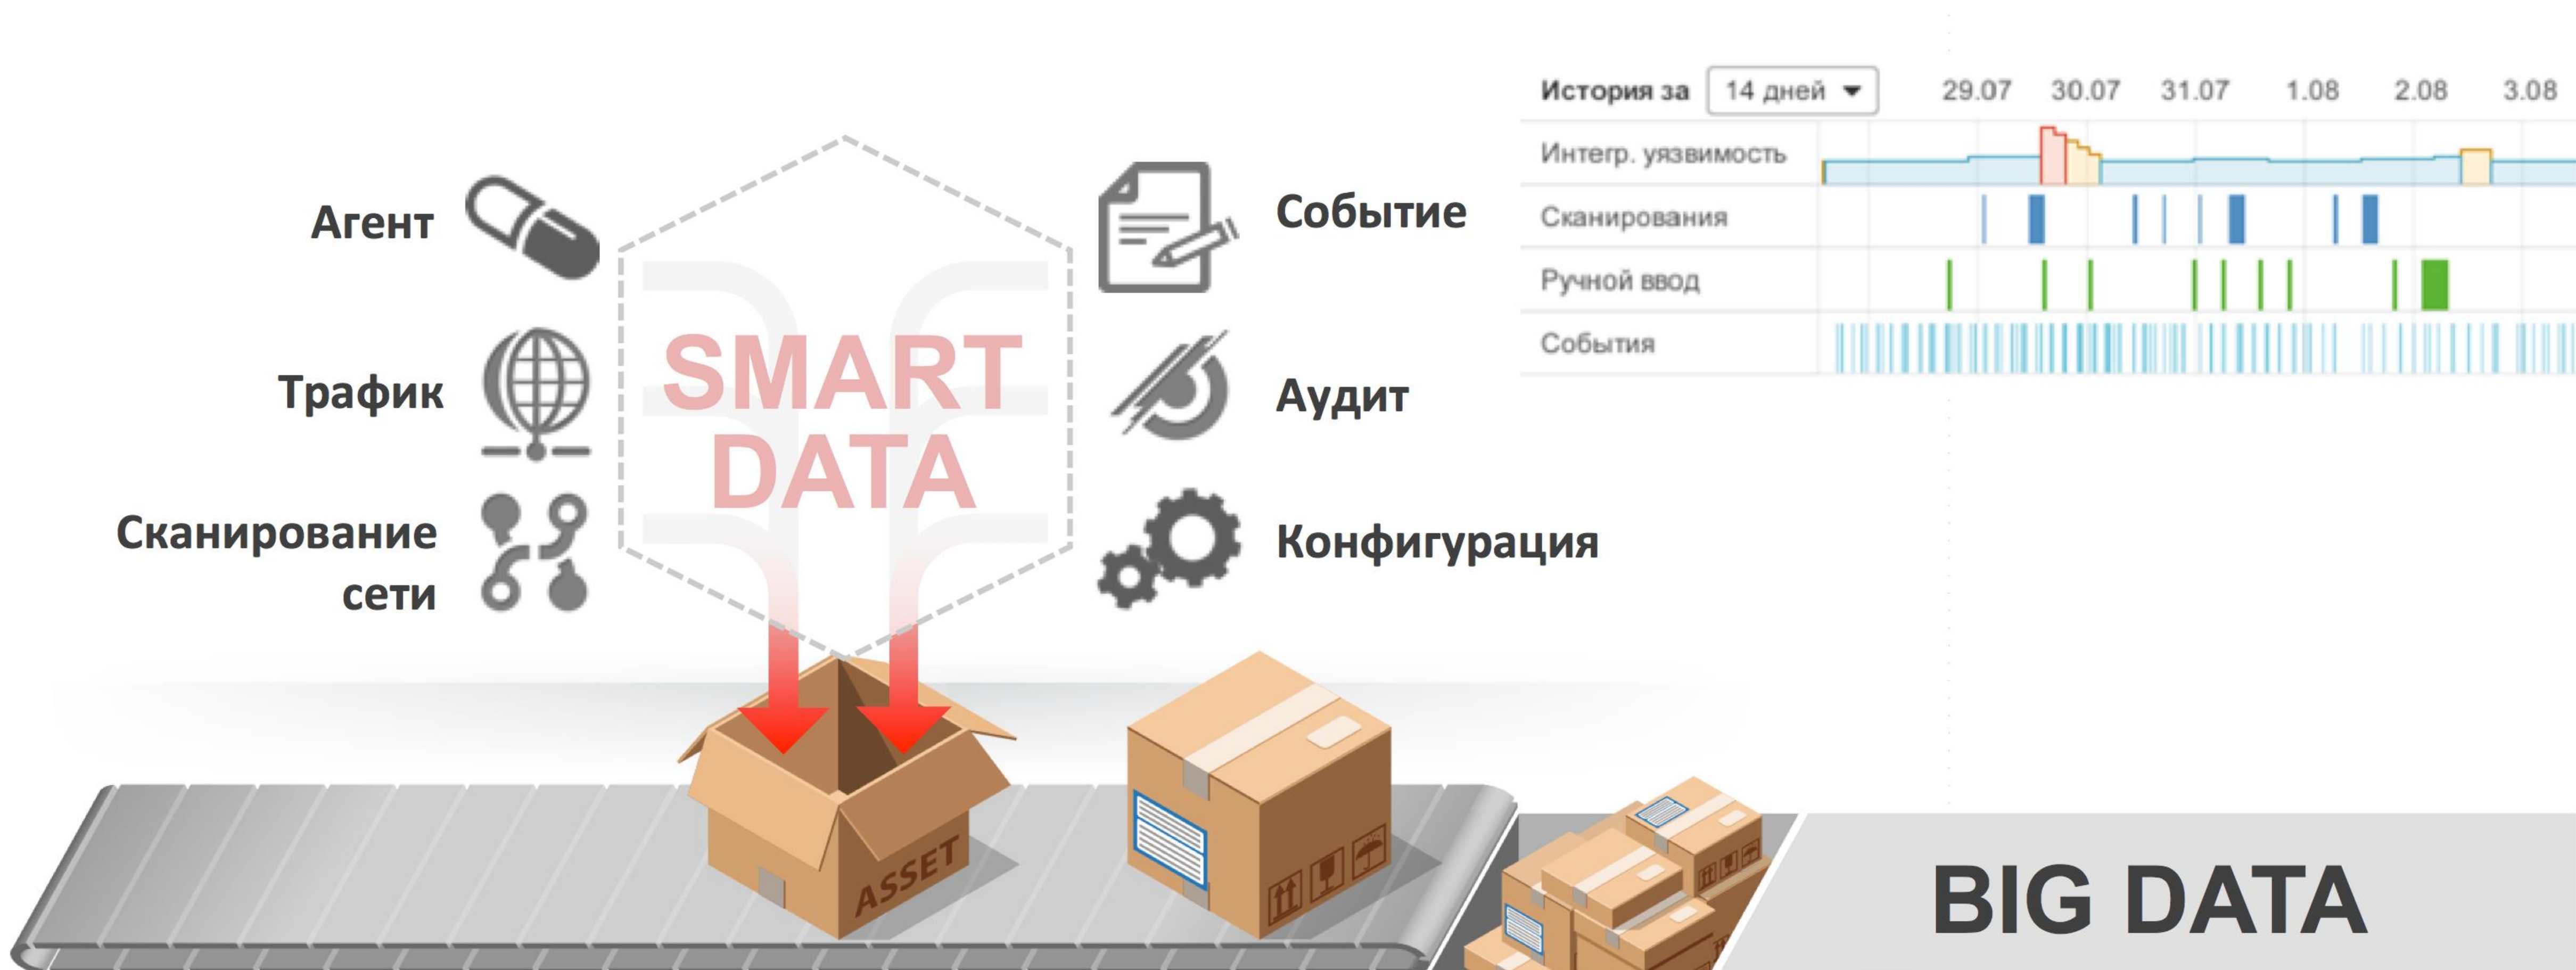 Агент
Трафик
Сканирование
сети
SMART
DATA
Событие
Аудит
Конфигурация
История за 14 дней 29.07 30.07 31.07 1.08 2.08 3.08
Интегр. уязвимость
Сканирования
Ручной ввод
События
ASSET
BIG DATA